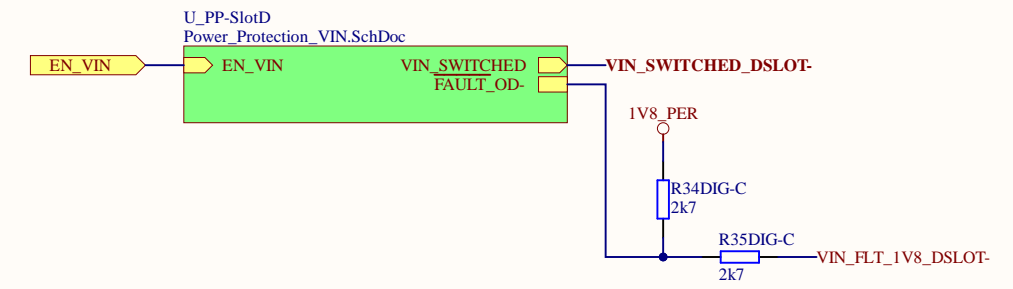 U_PP-SlotD
Power_Protection_VIN.SchDoc
EN_VIN
EN_VIN
VIN_SWITCHED
VIN_SWITCHED_DSLOT-
FAULT_OD-
1V8_PER
R34DIG-C
2k7
R35DIG-C
VIN_FLT_1V8_DSLOT-
2k7